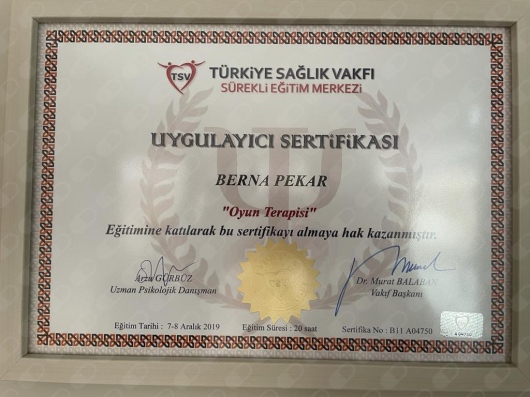 TSV
TÜRKİYE SAĞLIK VAKFI
SÜREKLİ EĞİTİM MERKEZİ
UYGULAYICI SERTİFİKASI
BERNA PEKAR
"Oyun Terapisi"
Eğitimine katılarak bu sertifikayı almaya hak kazanmıştır.
Arzu GÜRBÜZ
Uzman Psikolojik Danışman
Dr. Murat BALABAN
Vakıf Başkanı
Eğitim Tarihi : 7-8 Aralık 2019
Eğitim Süresi : 20 saat
Sertifika No : B11 A04750